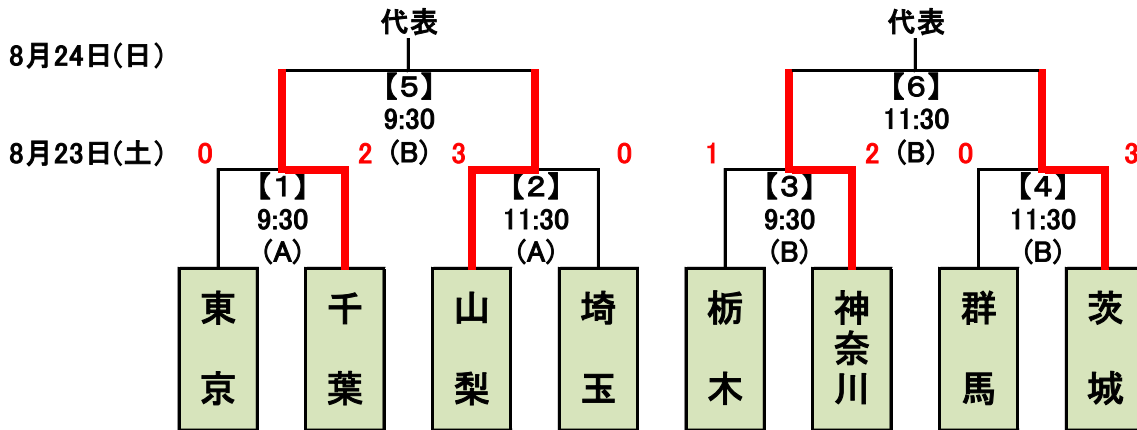 代表 代表
8月24日(日)
【5】 【6】
9:30 11:30
8月23日(土) 0 2 (B) 3 0 1 2 (B) 0 3
【1】 【2】 【3】 【4】
9:30 11:30 9:30 11:30
(A) (A) (B) (B)
東京 千葉 山梨 埼玉 栃木 神奈川 群馬 茨城